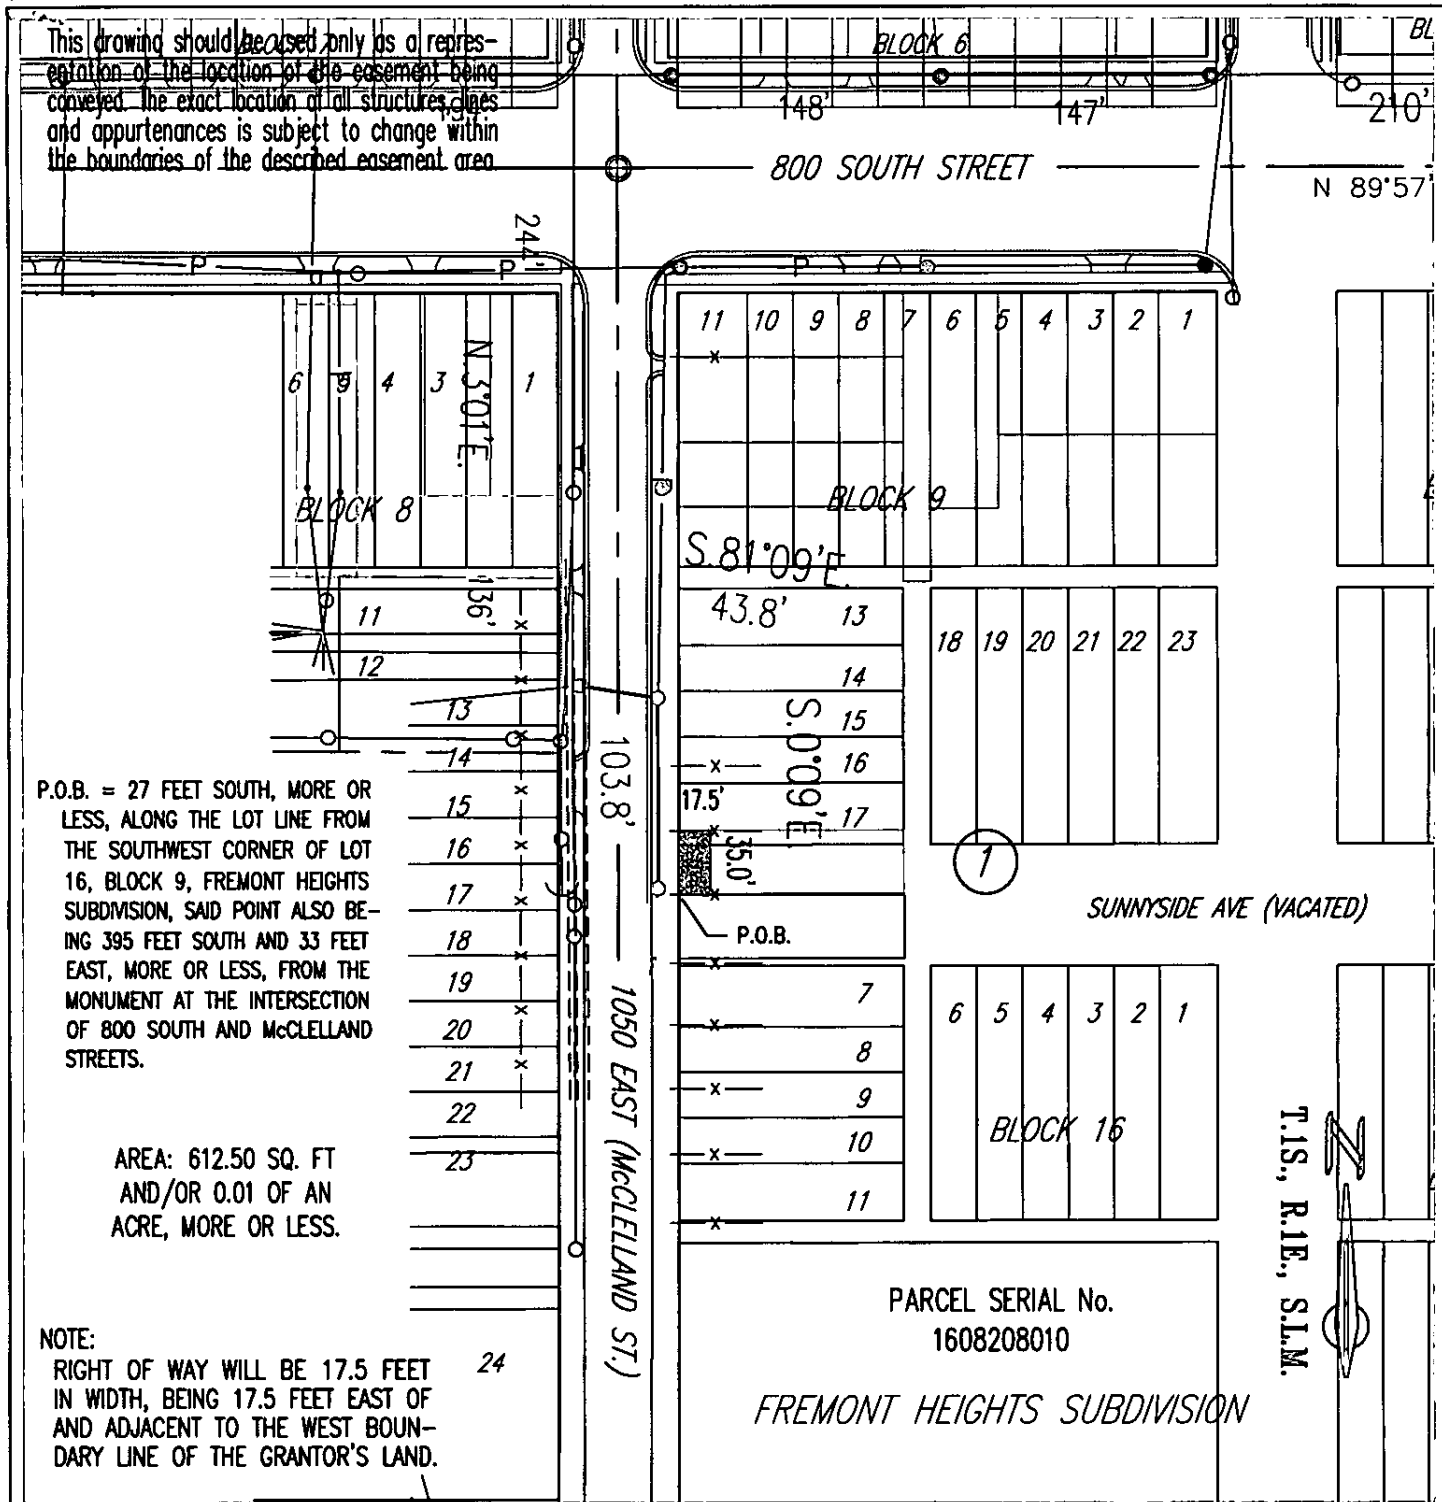 This drawing should be used only as a repres-
entation of the location of the easement being
conveyed. The exact location of all structures, lines
and appurtenances is subject to change within
the boundaries of the described easement area.
BLOCK 6
BL
148'
147'
210'
800 SOUTH STREET
N 89°57'
244'
P
P
P
11 10 9 8 7 6 5 4 3 2 1
6 5 4 3 1
N.3°01'E.
BLOCK 8
BLOCK 9
S.81°09'E.
43.8'
136'
11
12
13
14
15
16
17
18
19
20
21
22
23
24
13
14
15
16
17
18 19 20 21 22 23
S.0°09'E.
103.8'
17.5'
35.0'
P.O.B.
1
SUNNYSIDE AVE (VACATED)
P.O.B. = 27 FEET SOUTH, MORE OR
LESS, ALONG THE LOT LINE FROM
THE SOUTHWEST CORNER OF LOT
16, BLOCK 9, FREMONT HEIGHTS
SUBDIVISION, SAID POINT ALSO BE-
ING 395 FEET SOUTH AND 33 FEET
EAST, MORE OR LESS, FROM THE
MONUMENT AT THE INTERSECTION
OF 800 SOUTH AND McCLELLAND
STREETS.
1050 EAST (McCLELLAND ST.)
7
8
9
10
11
6 5 4 3 2 1
BLOCK 16
AREA: 612.50 SQ. FT
AND/OR 0.01 OF AN
ACRE, MORE OR LESS.
T.1S., R.1E., S.L.M.
N
PARCEL SERIAL No.
1608208010
FREMONT HEIGHTS SUBDIVISION
NOTE:
RIGHT OF WAY WILL BE 17.5 FEET
IN WIDTH, BEING 17.5 FEET EAST OF
AND ADJACENT TO THE WEST BOUN-
DARY LINE OF THE GRANTOR'S LAND.